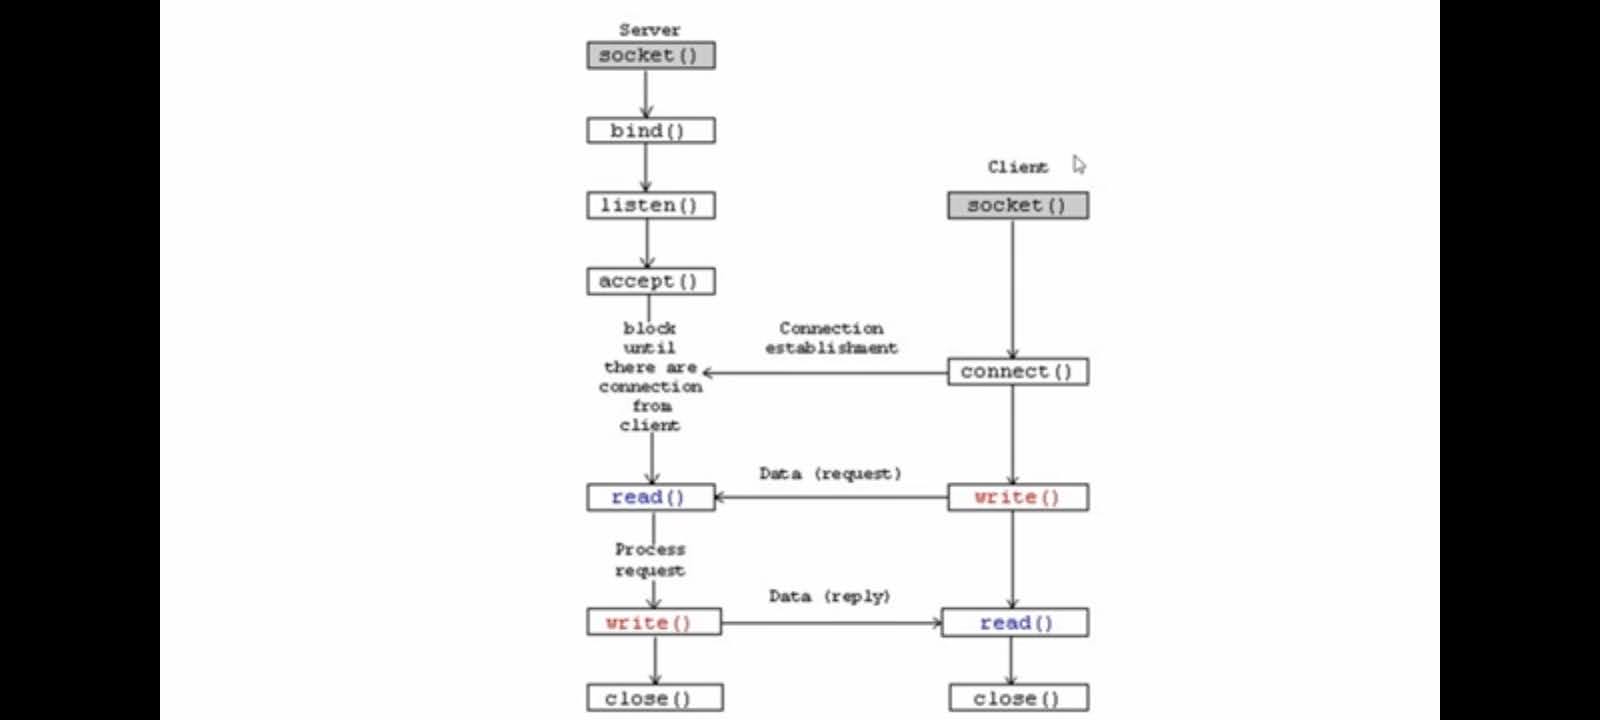 Server
socket()
bind()
Client
listen()
socket()
accept()
block
until
there are
connection
from
client
Connection
establishment
connect()
Data (request)
read()
write()
Process
request
Data (reply)
write()
read()
close()
close()